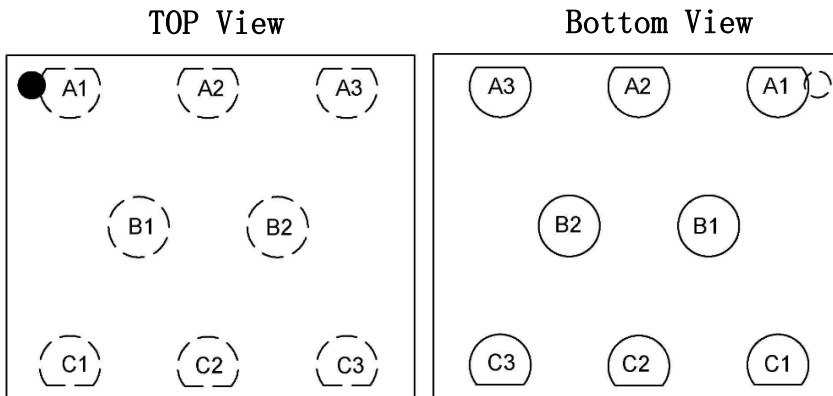 TOP View
Bottom View
A1 A2 A3
A3 A2 A1
B1 B2
B2 B1
C1 C2 C3
C3 C2 C1